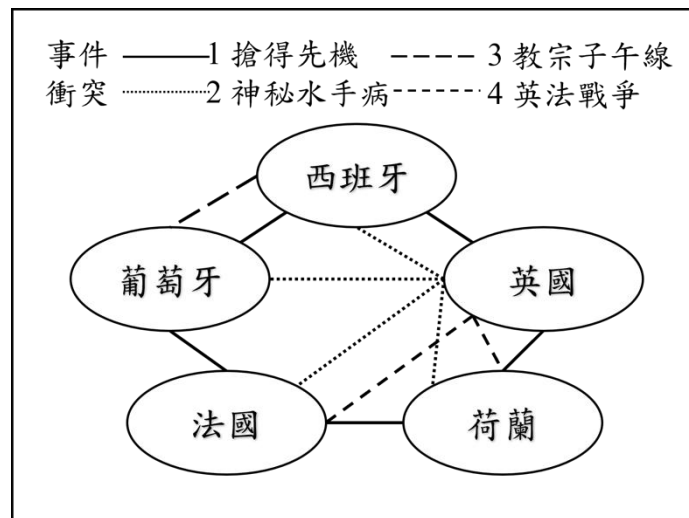 事件 1 搶得先機 3 教宗子午線
衝突 2 神秘水手病 4 英法戰爭
西班牙
葡萄牙
英國
法國
荷蘭